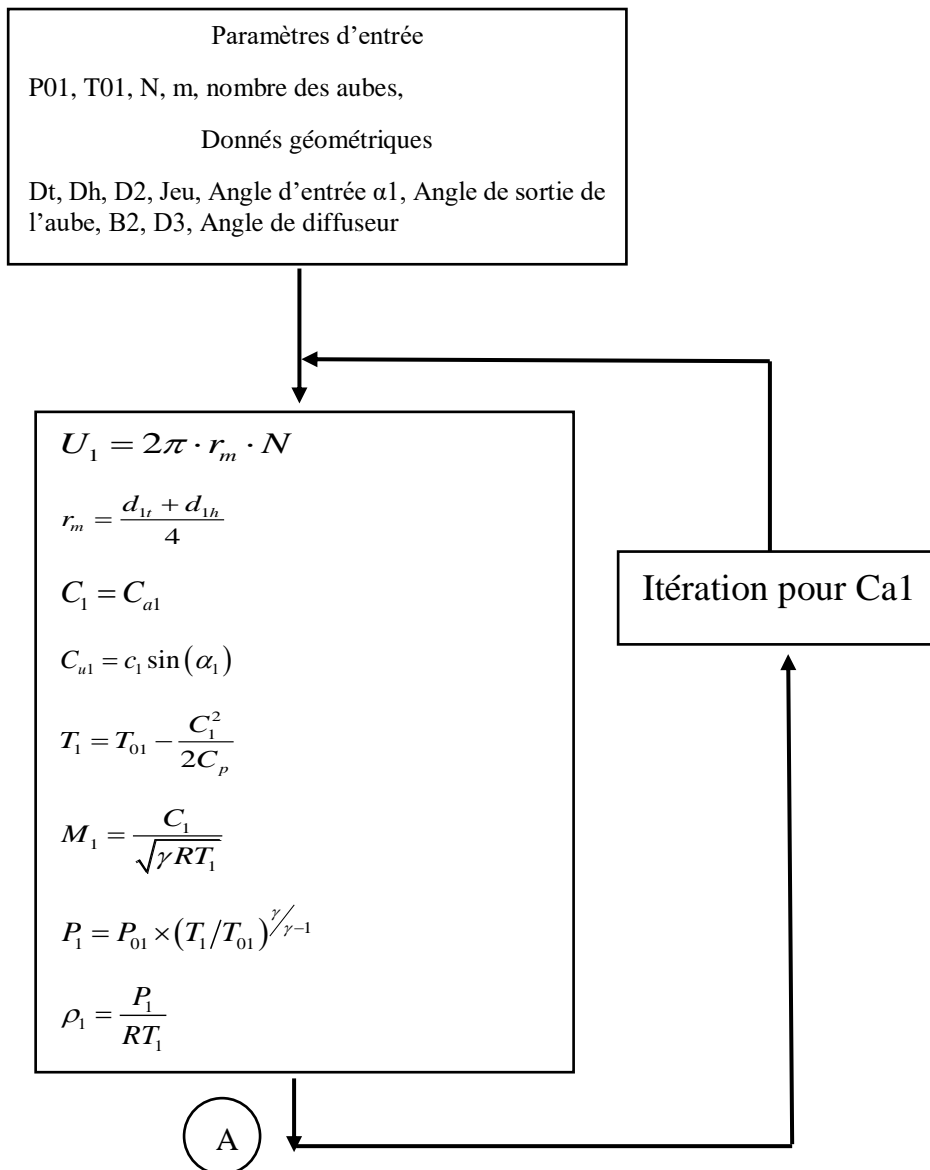 Paramètres d’entrée
P01, T01, N, m, nombre des aubes,
Donnés géométriques
Dt, Dh, D2, Jeu, Angle d’entrée α1, Angle de sortie de
l’aube, B2, D3, Angle de diffuseur
U₁ = 2π · rₘ · N
rₘ = (d₁ₜ + d₁ₕ) / 4
C₁ = Cₐ₁
Cᵤ₁ = c₁ sin(α₁)
T₁ = T₀₁ − C₁² / 2Cₚ
M₁ = C₁ / √(γRT₁)
P₁ = P₀₁ × (T₁/T₀₁)^(γ/γ−1)
ρ₁ = P₁ / RT₁
Itération pour Ca1
A